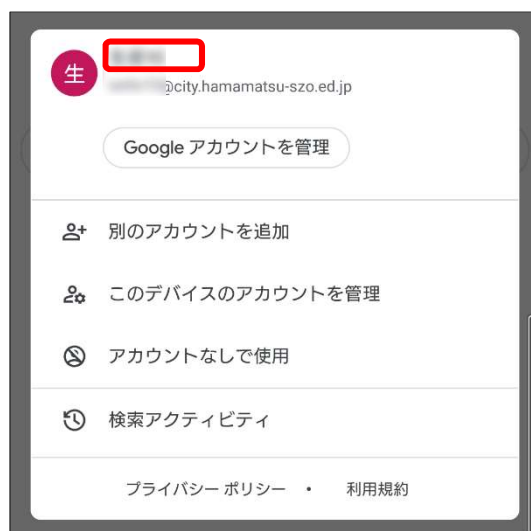 生
@city.hamamatsu-szo.ed.jp
Google アカウントを管理
別のアカウントを追加
このデバイスのアカウントを管理
アカウントなしで使用
検索アクティビティ
プライバシー ポリシー • 利用規約